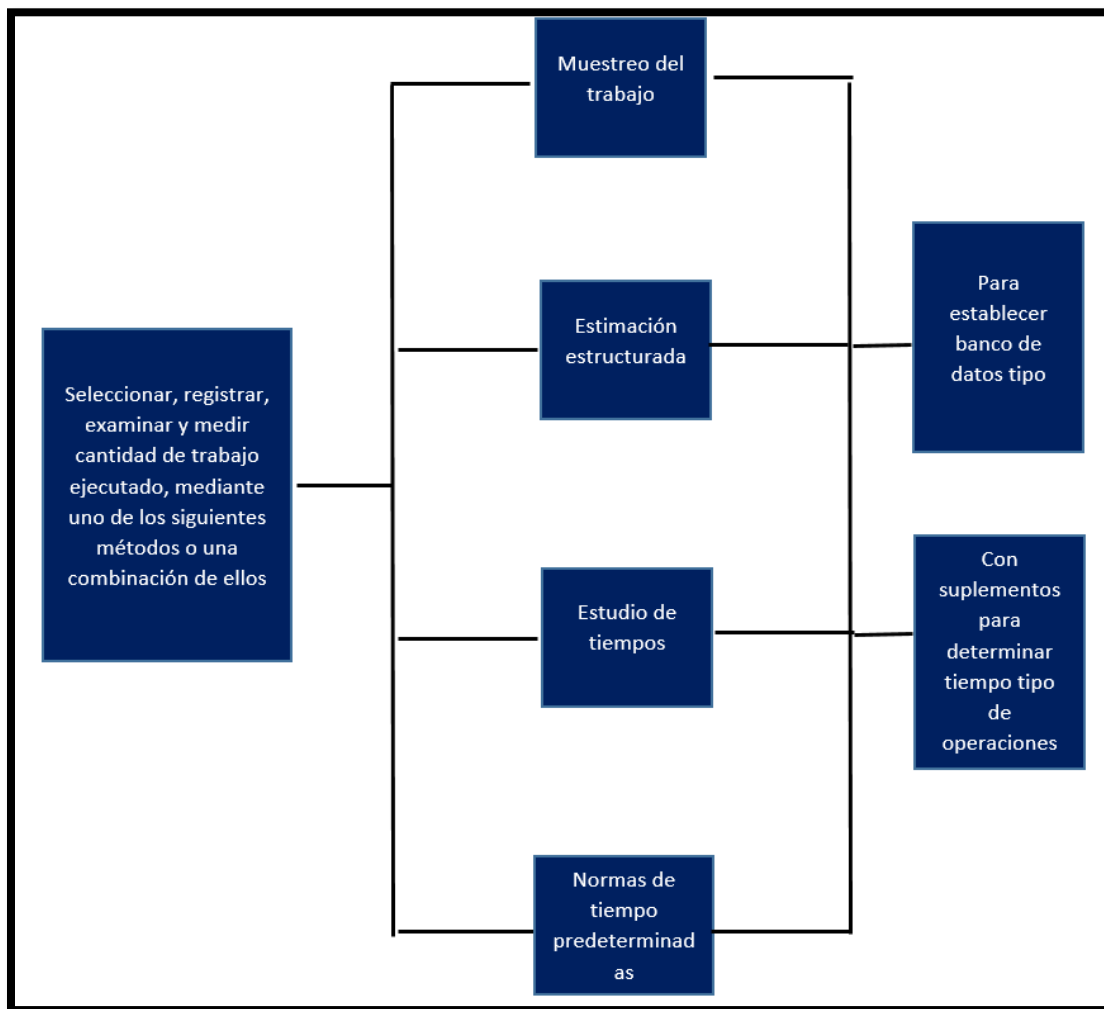 Muestreo del
trabajo
Estimación
estructurada
Para
establecer
banco de
datos tipo
Seleccionar, registrar,
examinar y medir
cantidad de trabajo
ejecutado, mediante
uno de los siguientes
métodos o una
combinación de ellos
Estudio de
tiempos
Con
suplementos
para
determinar
tiempo tipo
de
operaciones
Normas de
tiempo
predeterminad
as